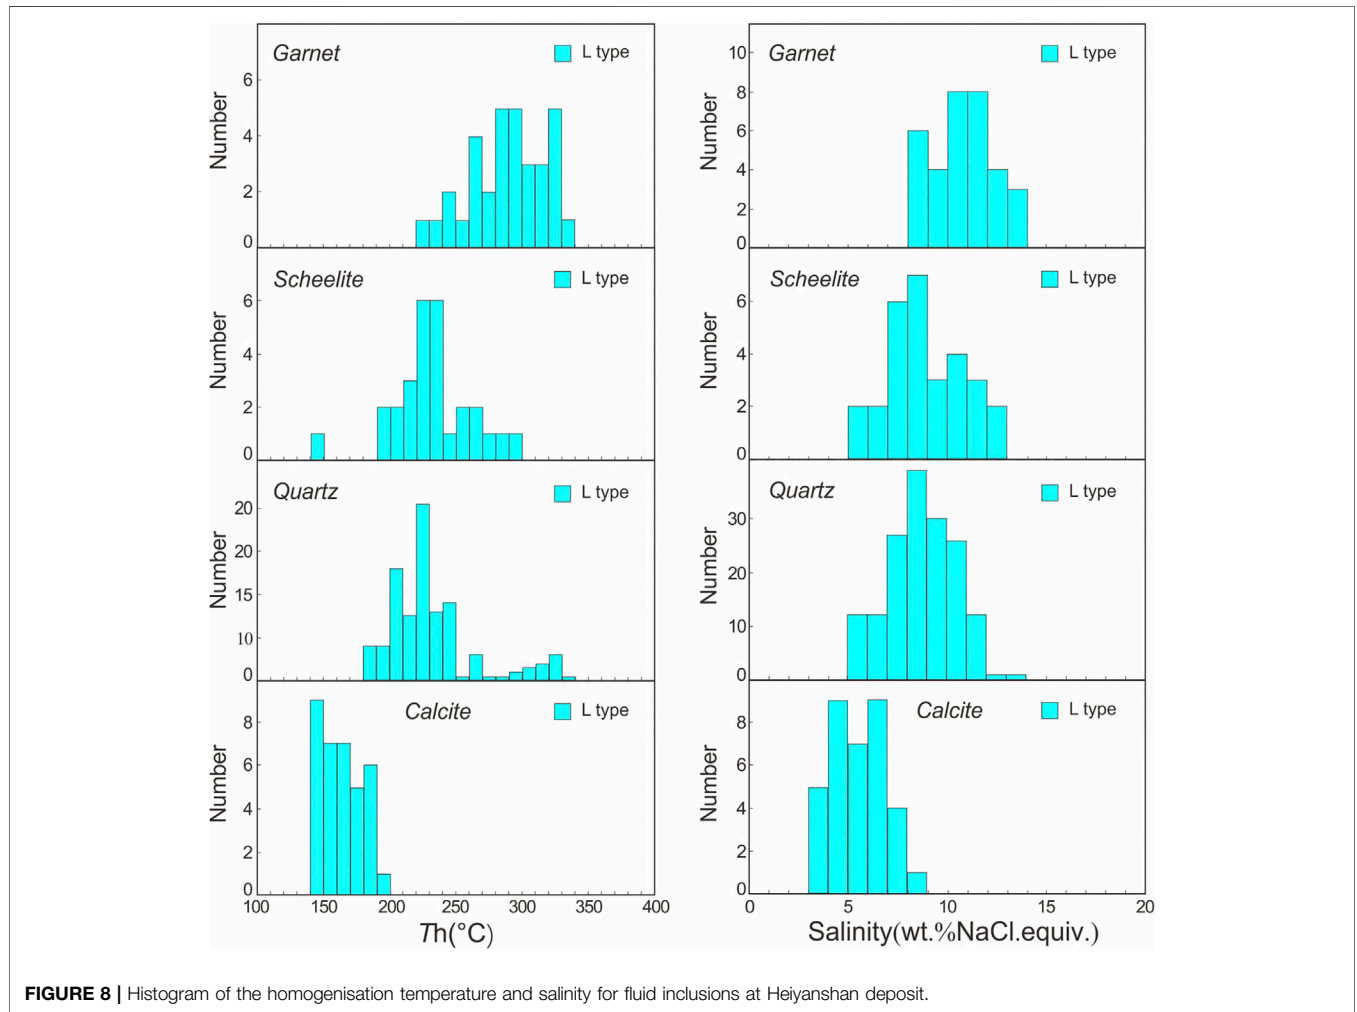 Garnet
L type
Number
6
4
2
0
Garnet
L type
Number
10
8
6
4
2
0
Scheelite
L type
Number
6
4
2
0
Scheelite
L type
Number
6
4
2
0
Quartz
L type
Number
20
20
15
10
0
Quartz
L type
Number
30
20
10
0
Calcite
L type
Number
8
6
4
2
0
100 150 200 250 300 350 400
Th(°C)
Calcite
L type
Number
8
6
4
2
0
0 5 10 15 20
Salinity(wt.%NaCl.equiv.)
FIGURE 8 | Histogram of the homogenisation temperature and salinity for fluid inclusions at Heiyanshan deposit.